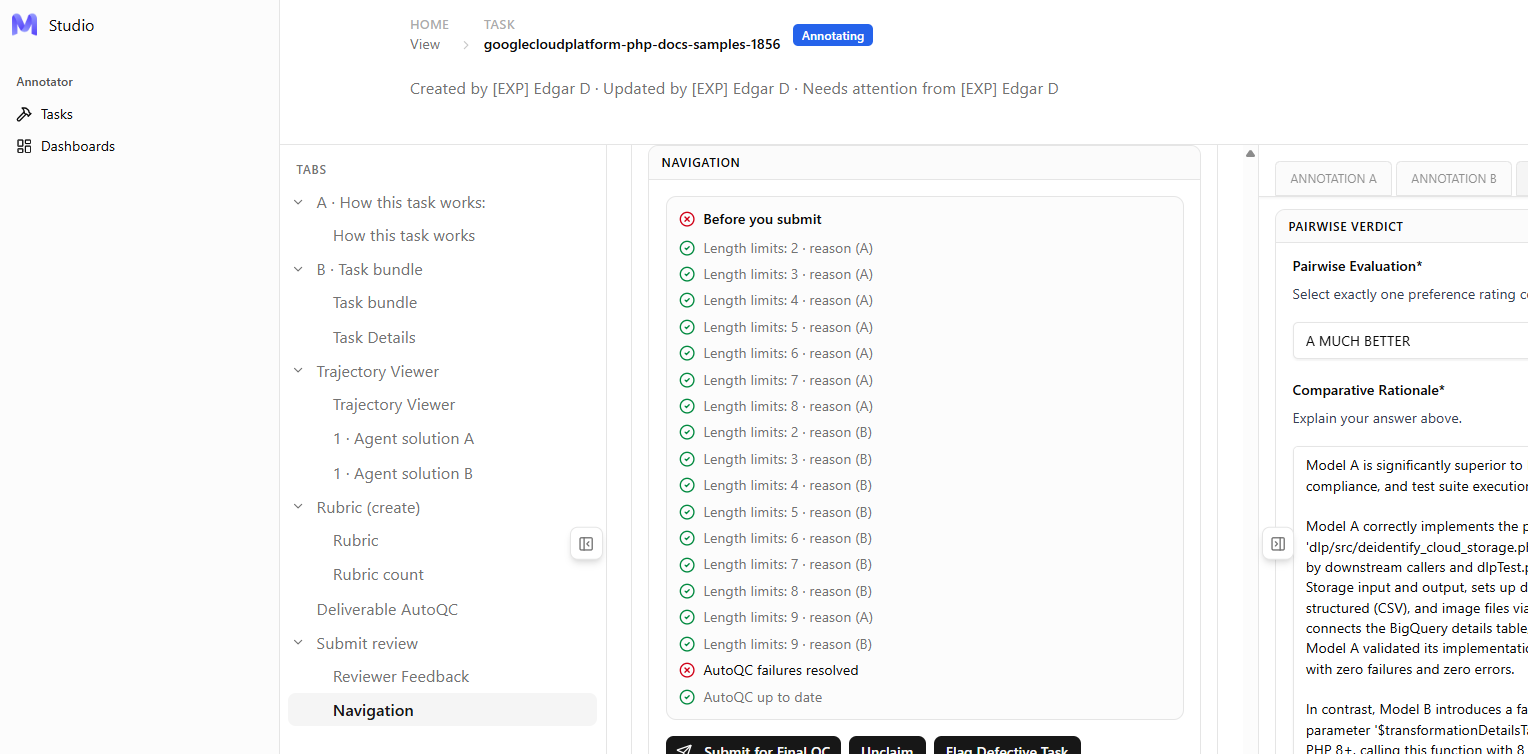 Studio
Annotator
Tasks
Dashboards
HOME
TASK
View
googlecloudplatform-php-docs-samples-1856
Annotating
Created by [EXP] Edgar D · Updated by [EXP] Edgar D · Needs attention from [EXP] Edgar D
TABS
A · How this task works:
How this task works
B · Task bundle
Task bundle
Task Details
Trajectory Viewer
Trajectory Viewer
1 · Agent solution A
1 · Agent solution B
Rubric (create)
Rubric
Rubric count
Deliverable AutoQC
Submit review
Reviewer Feedback
Navigation
NAVIGATION
Before you submit
Length limits: 2 · reason (A)
Length limits: 3 · reason (A)
Length limits: 4 · reason (A)
Length limits: 5 · reason (A)
Length limits: 6 · reason (A)
Length limits: 7 · reason (A)
Length limits: 8 · reason (A)
Length limits: 2 · reason (B)
Length limits: 3 · reason (B)
Length limits: 4 · reason (B)
Length limits: 5 · reason (B)
Length limits: 6 · reason (B)
Length limits: 7 · reason (B)
Length limits: 8 · reason (B)
Length limits: 9 · reason (A)
Length limits: 9 · reason (B)
AutoQC failures resolved
AutoQC up to date
Submit for Final QC
Unclaim
Flag Defective Task
ANNOTATION A
ANNOTATION B
PAIRWISE VERDICT
Pairwise Evaluation*
Select exactly one preference rating
A MUCH BETTER
Comparative Rationale*
Explain your answer above.
Model A is significantly superior to
compliance, and test suite execution
Model A correctly implements the
'dlp/src/deidentify_cloud_storage.
by downstream callers and
Storage input and output, sets up
structured (CSV), and image files
connects the BigQuery details table
Model A validated its
with zero failures and zero errors.
In contrast, Model B introduces a
parameter
PHP 8+, calling this function with 8